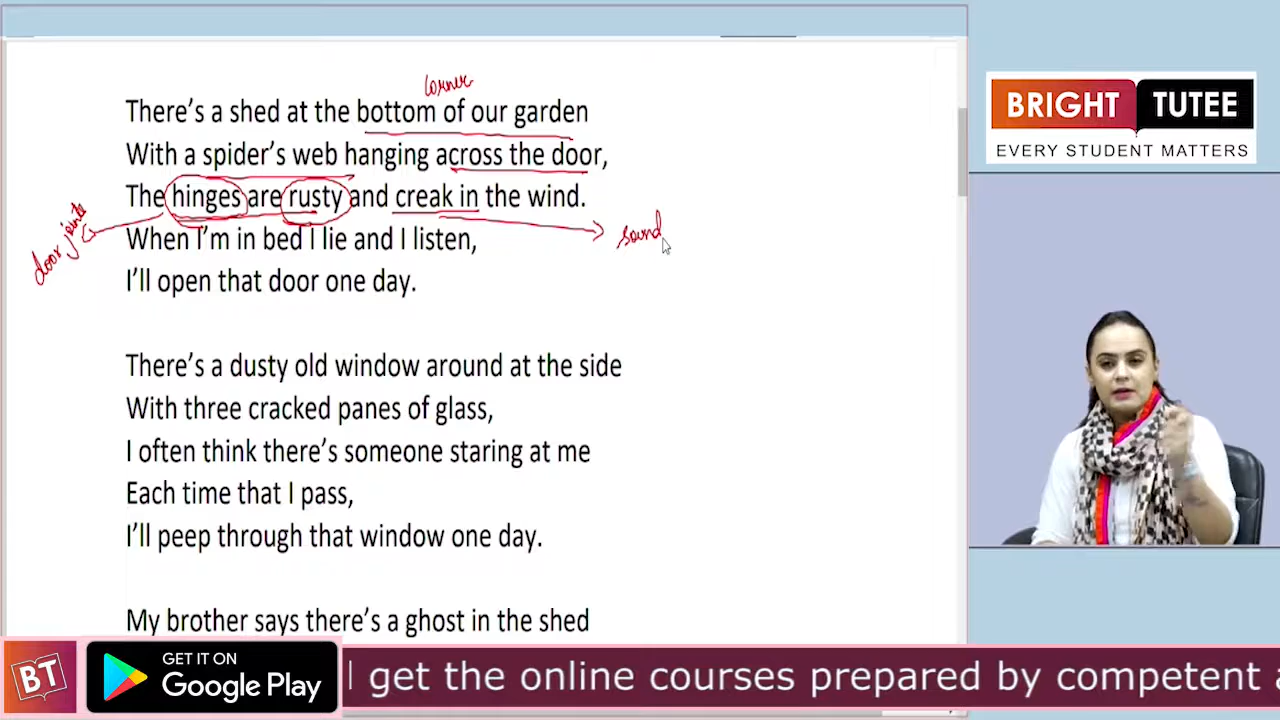 corner
There's a shed at the bottom of our garden
With a spider's web hanging across the door,
The hinges are rusty and creak in the wind.
door joints
sound
When I'm in bed I lie and I listen,
I'll open that door one day.
There's a dusty old window around at the side
With three cracked panes of glass,
I often think there's someone staring at me
Each time that I pass,
I'll peep through that window one day.
My brother says there's a ghost in the shed
BRIGHT TUTEE
EVERY STUDENT MATTERS
BT
GET IT ON
Google Play
get the online courses prepared by competent